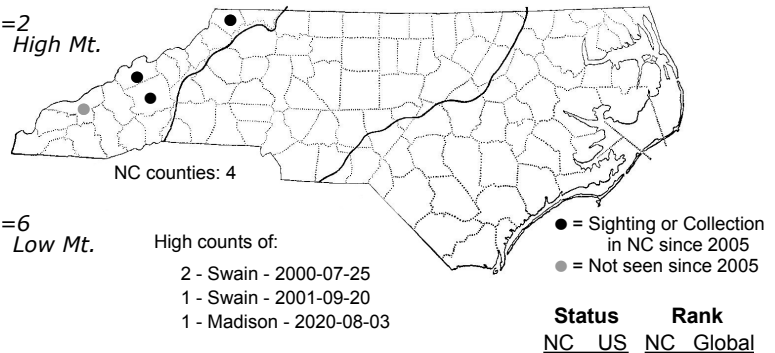 =2
High Mt.
NC counties: 4
=6
Low Mt.
High counts of:
2 - Swain - 2000-07-25
1 - Swain - 2001-09-20
1 - Madison - 2020-08-03
● = Sighting or Collection
in NC since 2005
● = Not seen since 2005
Status Rank
NC US NC Global